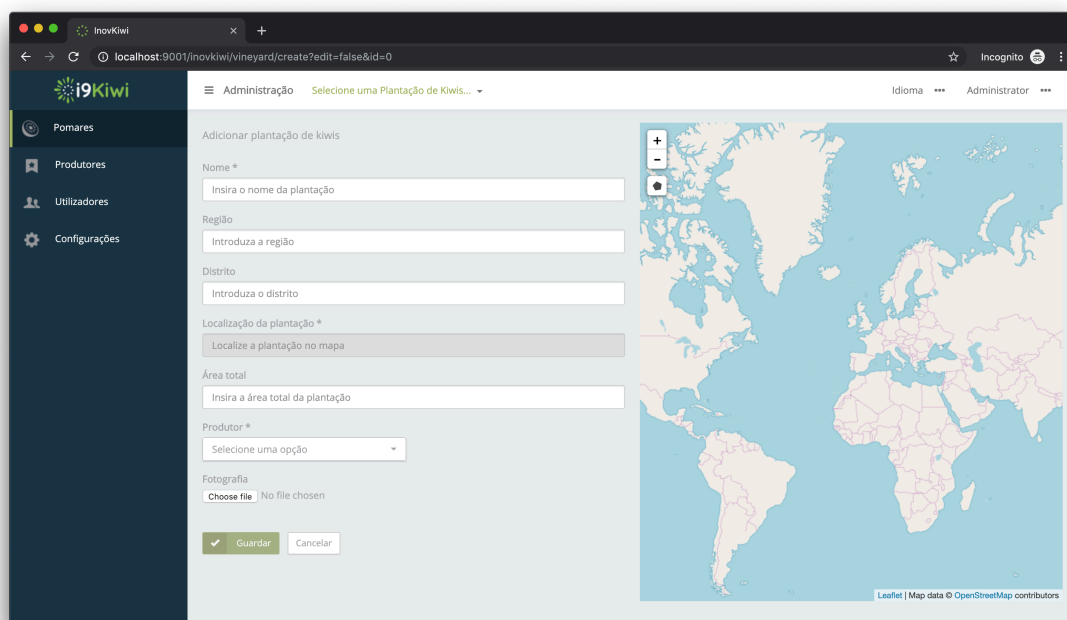 InovKiwi
localhost:9001/inovkiwi/vineyard/create?edit=false&id=0
Incognito
i9Kiwi
Administração
Selecione uma Plantação de Kiwis...
Idioma
Administrator
Pomares
Produtores
Utilizadores
Configurações
Adicionar plantação de kiwis
Nome *
Insira o nome da plantação
Região
Introduza a região
Distrito
Introduza o distrito
Localização da plantação *
Localize a plantação no mapa
Área total
Insira a área total da plantação
Produtor *
Selecione uma opção
Fotografia
Choose file No file chosen
Guardar
Cancelar
+
-
Leaflet | Map data © OpenStreetMap contributors